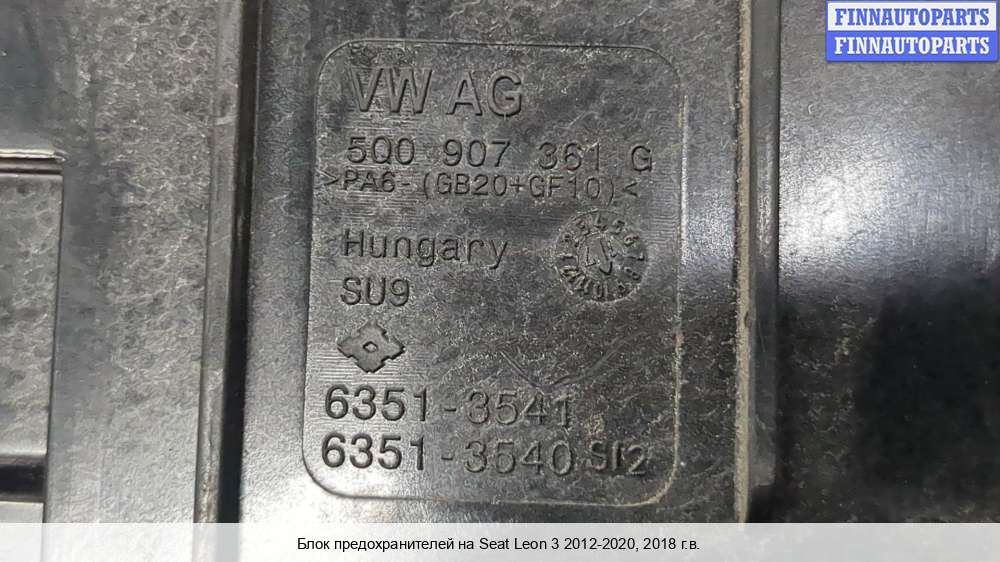 FINNAUTOPARTS
FINNAUTOPARTS
VW AG
5Q0 907 361 G
>PA6-(GB20+GF10)<
Hungary
SU9
6351-3541
6351-3540 SI2
Блок предохранителей на Seat Leon 3 2012-2020, 2018 г.в.